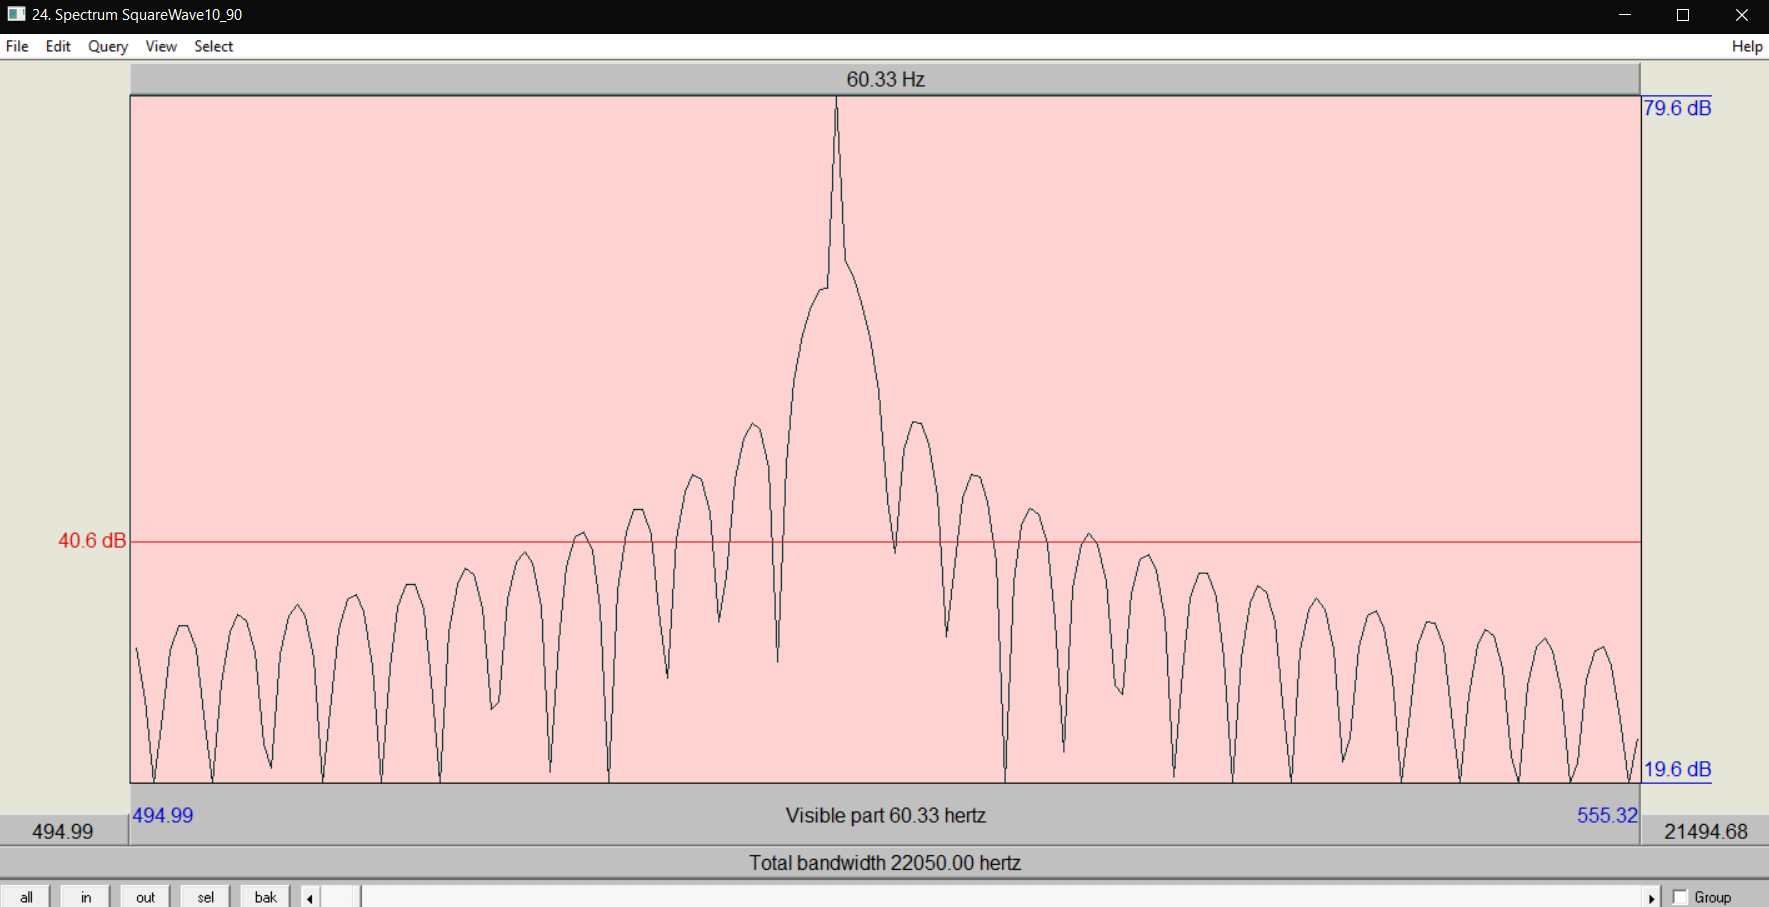 24. Spectrum SquareWave10_90
File Edit Query View Select Help
60.33 Hz
79.6 dB
40.6 dB
19.6 dB
494.99 Visible part 60.33 hertz 555.32
494.99 21494.68
Total bandwidth 22050.00 hertz
all in out sel bak Group